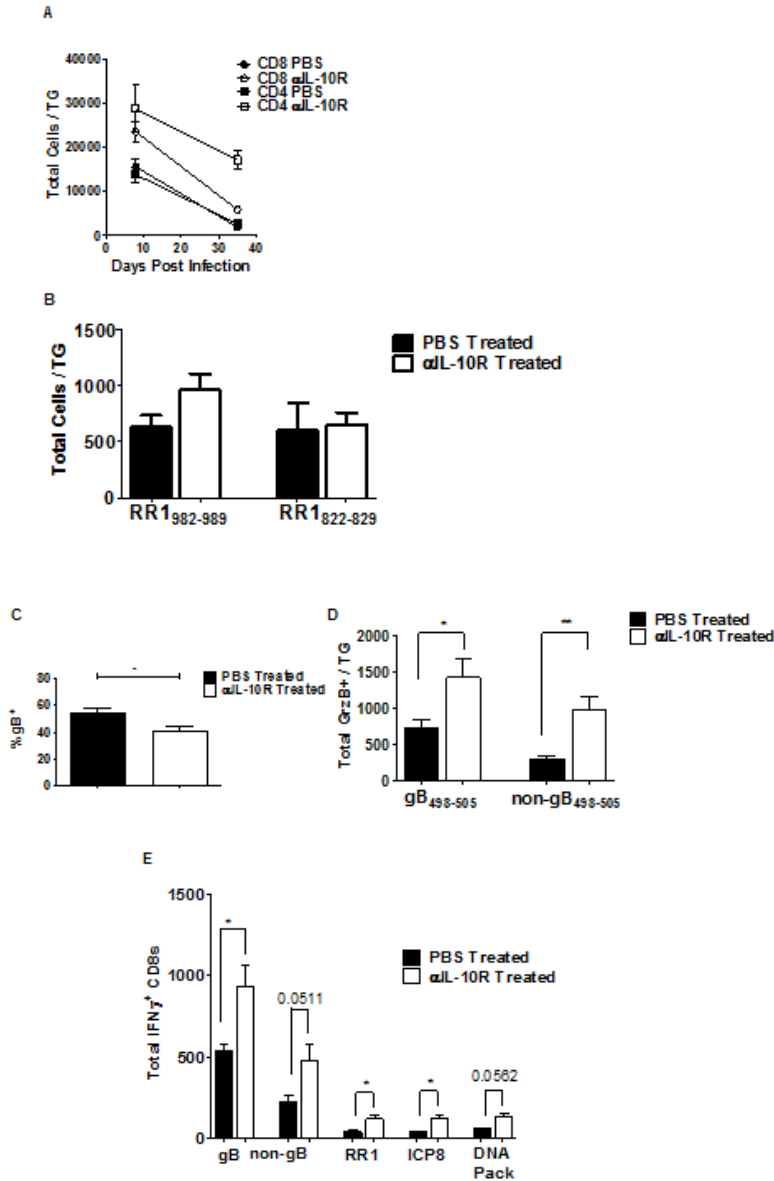 A
40000
30000
20000
10000
0
Total Cells / TG
0 10 20 30 40
Days Post Infection
CD8 PBS
CD8 αIL-10R
CD4 PBS
CD4 αIL-10R
B
1500
1000
500
0
Total Cells / TG
RR1982-989 RR1822-829
PBS Treated
αIL-10R Treated
C
80
60
40
20
0
%gB+
PBS Treated
αIL-10R Treated
D
2000
1500
1000
500
0
Total GrzB+ / TG
* **
gB498-505 non-gB498-505
PBS Treated
αIL-10R Treated
E
1500
1000
500
0
Total IFNγ+ CD8s
* 0.0511 * * 0.0562
gB non-gB RR1 ICP8 DNA
Pack
PBS Treated
αIL-10R Treated